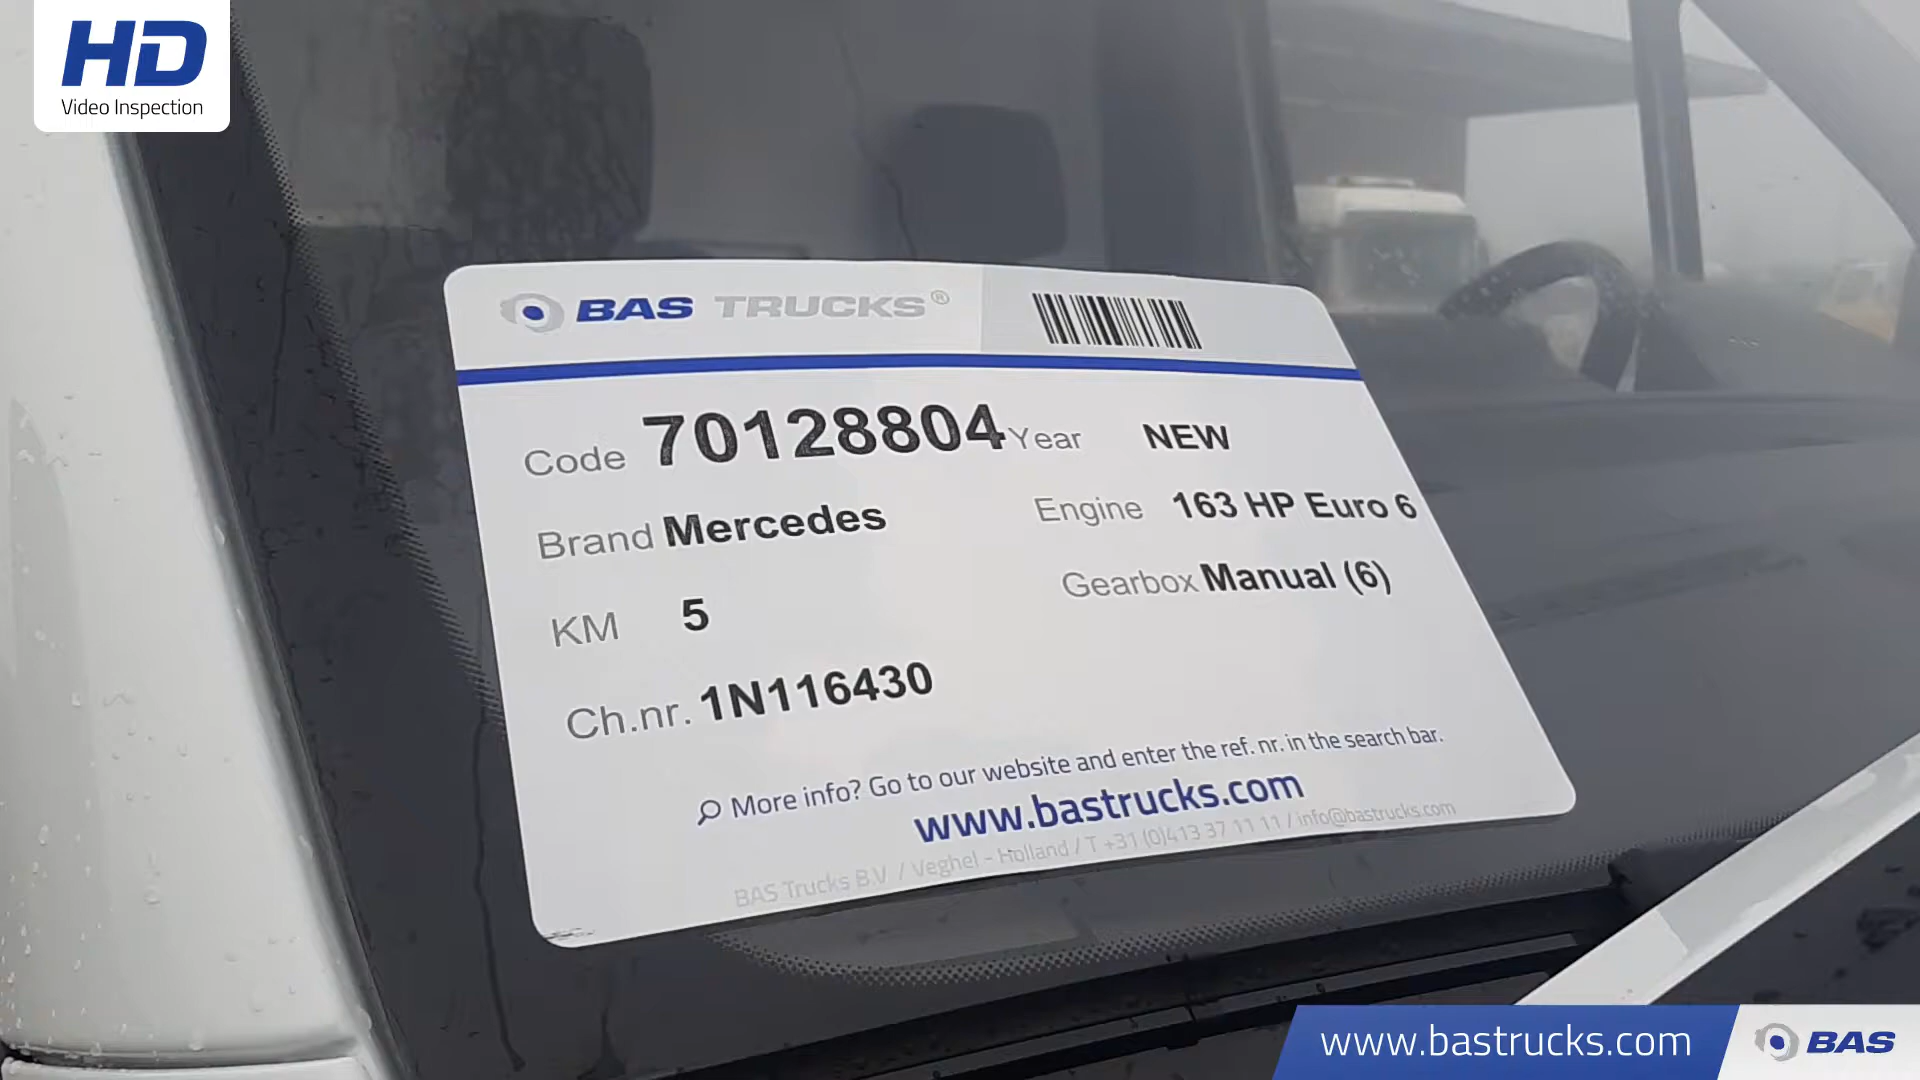 HD
Video Inspection
BAS TRUCKS®
Code 70128804 Year NEW
Brand Mercedes Engine 163 HP Euro 6
KM 5 Gearbox Manual (6)
Ch.nr. 1N116430
More info? Go to our website and enter the ref. nr. in the search bar.
www.bastrucks.com
BAS Trucks B.V. / Veghel - Holland / T +31 (0)413 37 11 11 / info@bastrucks.com
www.bastrucks.com BAS